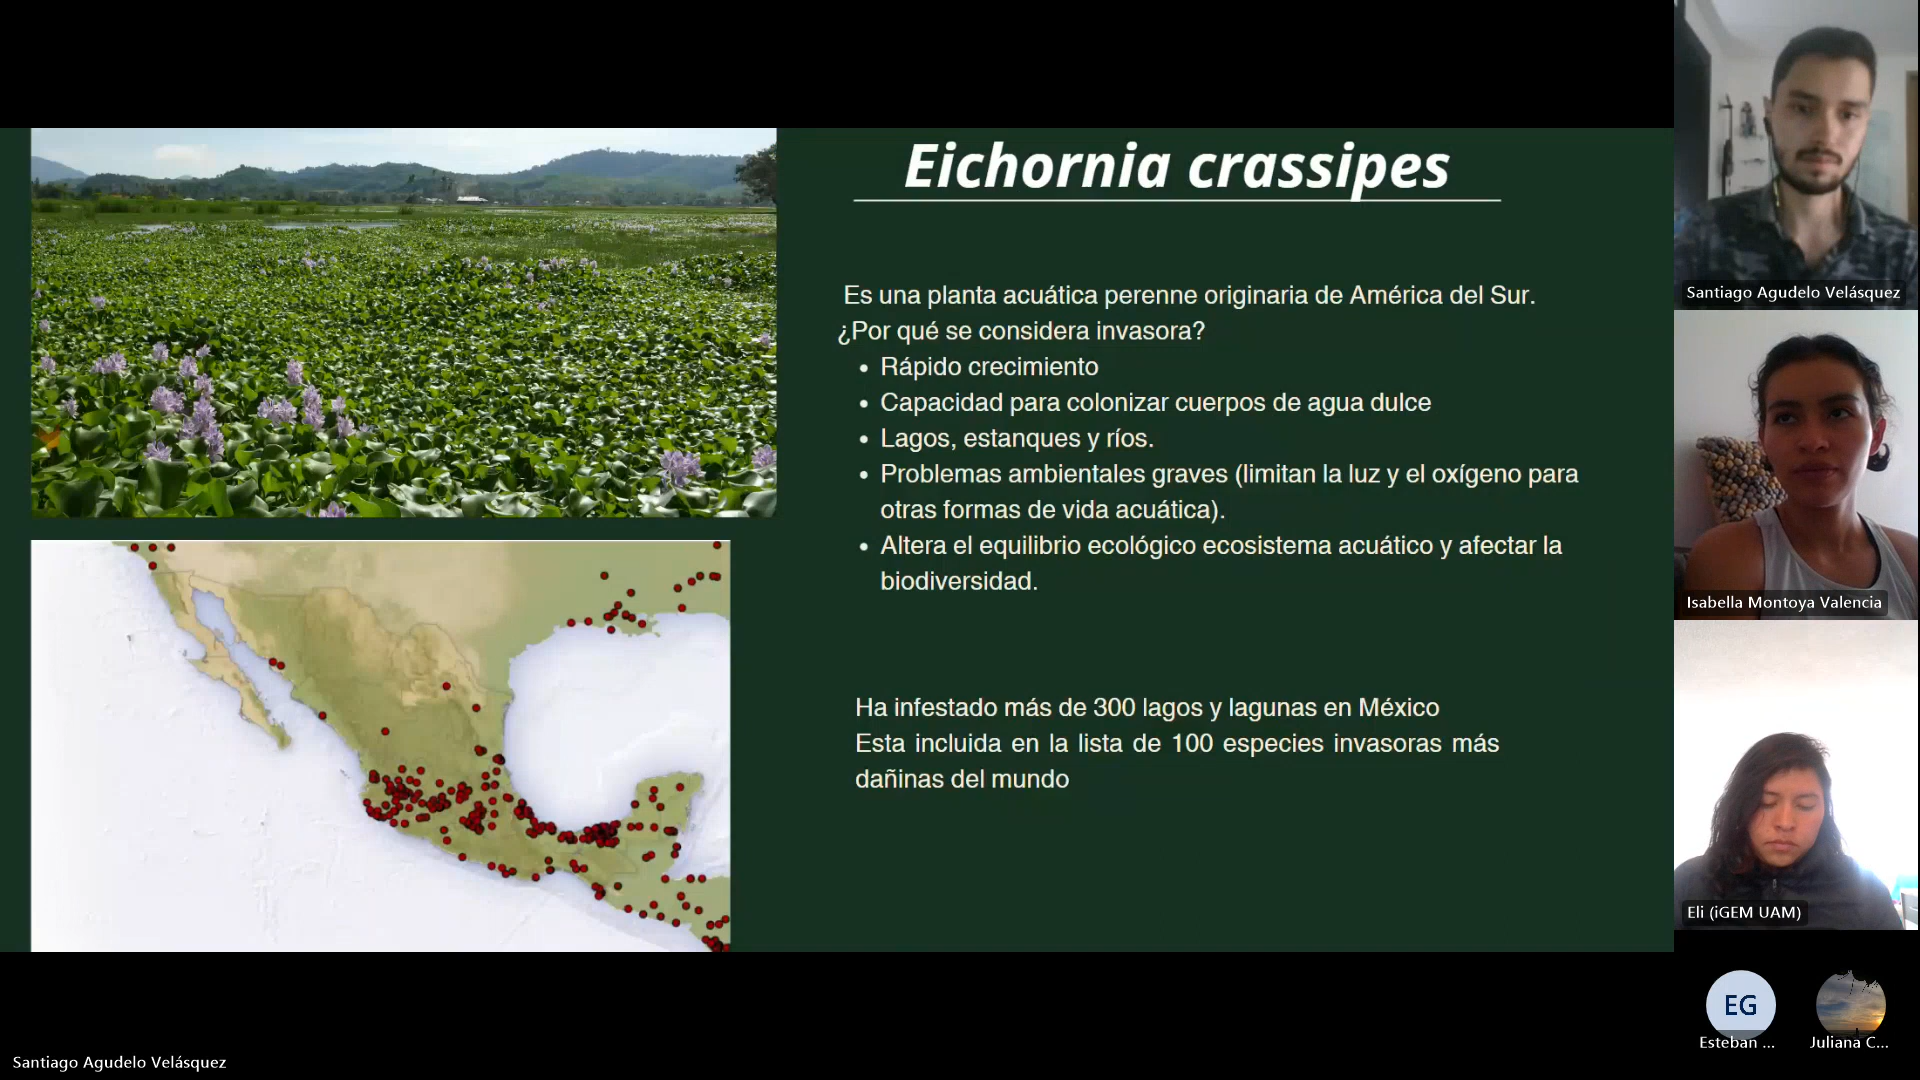 Eichornia crassipes
Es una planta acuática perenne originaria de América del Sur.
¿Por qué se considera invasora?
• Rápido crecimiento
• Capacidad para colonizar cuerpos de agua dulce
• Lagos, estanques y ríos.
• Problemas ambientales graves (limitan la luz y el oxígeno para
otras formas de vida acuática).
• Altera el equilibrio ecológico ecosistema acuático y afectar la
biodiversidad.
Ha infestado más de 300 lagos y lagunas en México
Esta incluida en la lista de 100 especies invasoras más
dañinas del mundo
Santiago Agudelo Velásquez
Isabella Montoya Valencia
Eli (iGEM UAM)
EG
Esteban ...
Juliana C...
Santiago Agudelo Velásquez